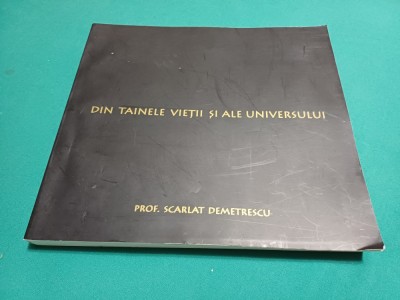 DIN TAINELE VIEȚII ȘI ALE UNIVERSULUI
PROF. SCARLAT DEMETRESCU